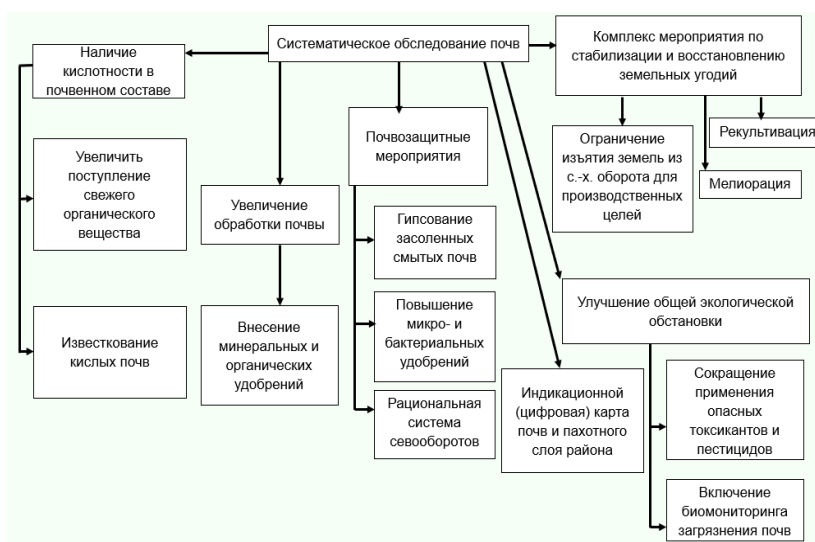 Систематическое обследование почв
Наличие
кислотности в
почвенном составе
Увеличить
поступление
свежего
органического
вещества
Известкование
кислых почв
Увеличение
обработки почвы
Внесение
минеральных и
органических
удобрений
Почвозащитные
мероприятия
Гипсование
засоленных
смытых почв
Повышение
микро- и
бактериальных
удобрений
Рациональная
система
севооборотов
Индикационной
(цифровая) карта
почв и пахотного
слоя района
Комплекс мероприятия по
стабилизации и восстановлению
земельных угодий
Ограничение
изъятия земель из
с.-х. оборота для
производственных
целей
Мелиорация
Рекультивация
Улучшение общей экологической
обстановки
Сокращение
применения
опасных
токсикантов и
пестицидов
Включение
биомониторинга
загрязнения почв